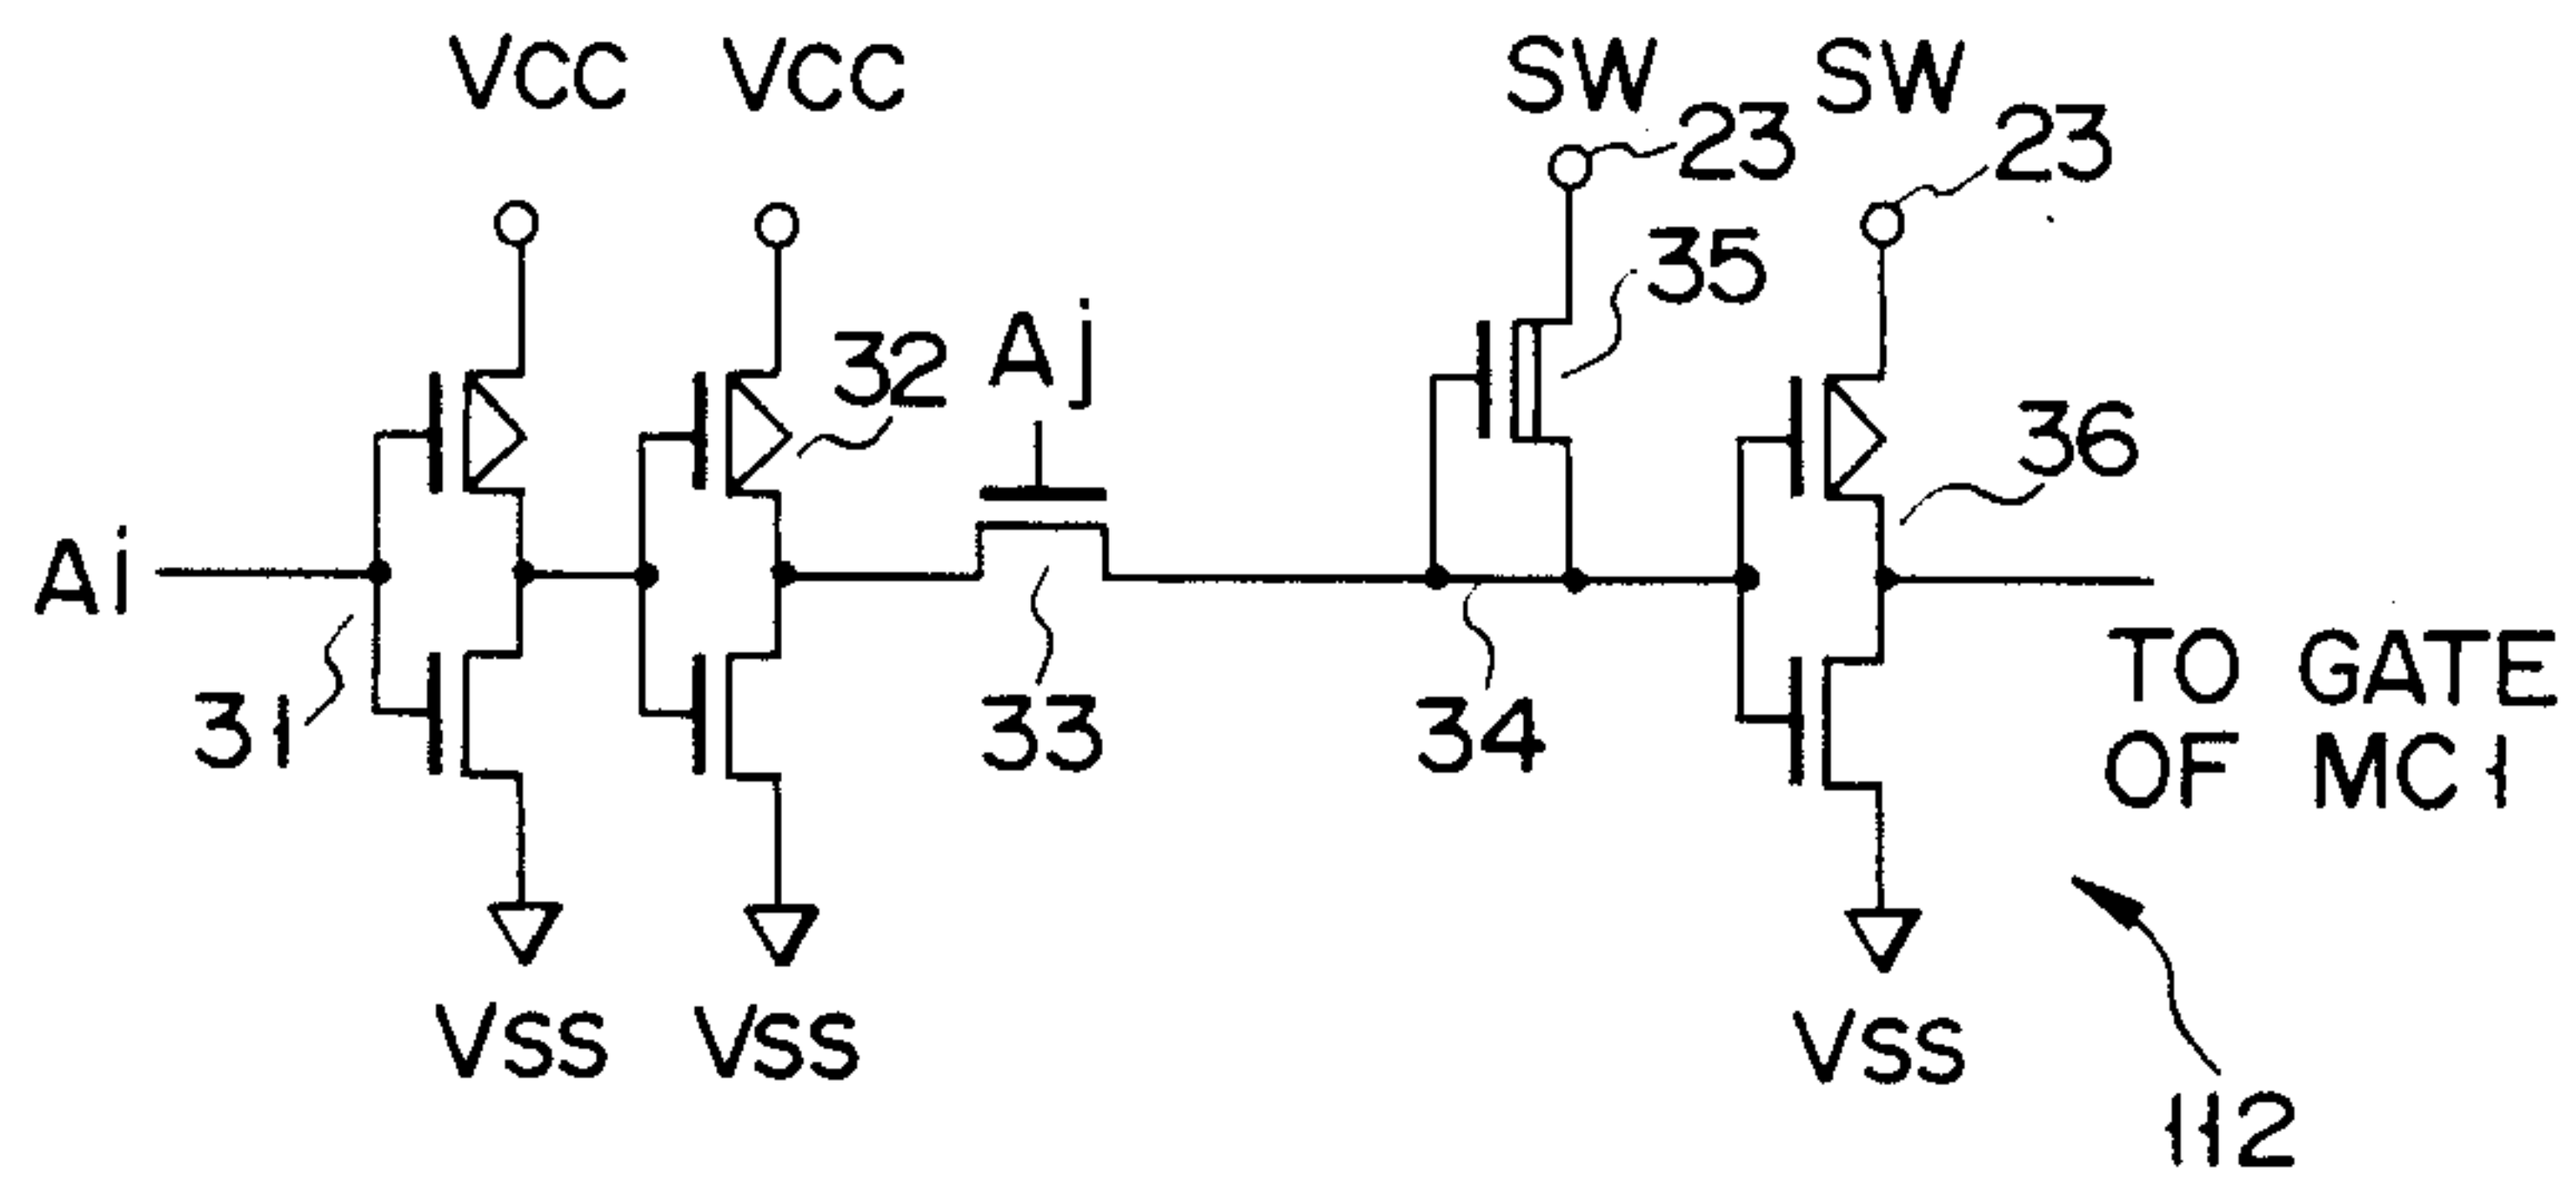 VCC VCC SW SW
23 23
35
Aj
32
36
Ai
31 33 34
TO GATE
OF MC1
VSS VSS VSS
112